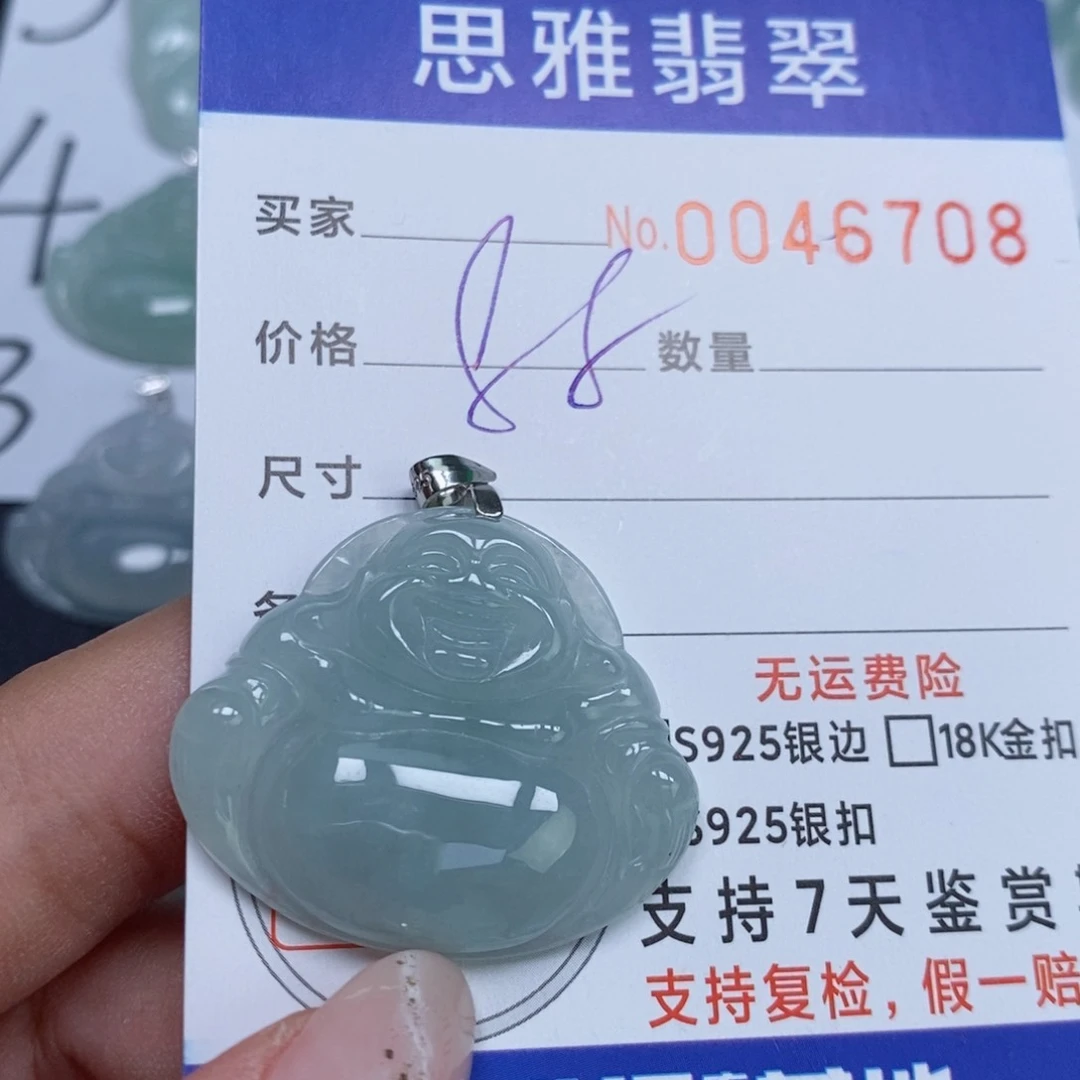 思雅翡翠
买家 No.0046708
价格 88 数量
尺寸
无运费险
S925银边 □18K金扣
S925银扣
支持7天鉴赏
支持复检，假一赔
4
3